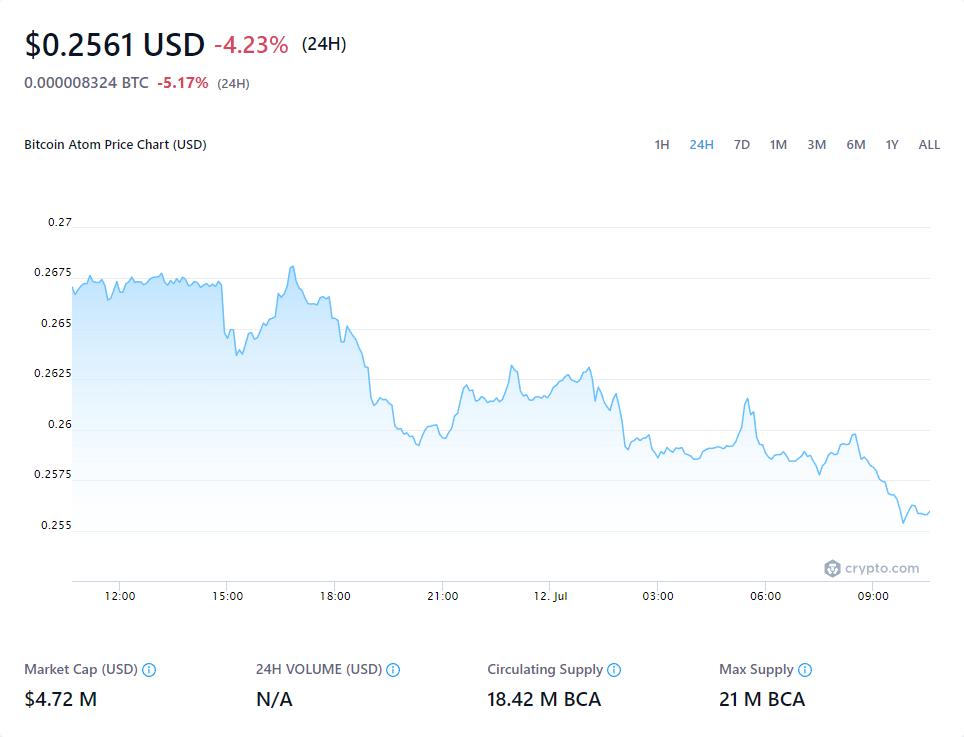 $0.2561 USD -4.23% (24H)
0.000008324 BTC -5.17% (24H)
Bitcoin Atom Price Chart (USD) 1H 24H 7D 1M 3M 6M 1Y ALL
0.27
0.2675
0.265
0.2625
0.26
0.2575
0.255
crypto.com
12:00 15:00 18:00 21:00 12. Jul 03:00 06:00 09:00
Market Cap (USD) 24H VOLUME (USD) Circulating Supply Max Supply
$4.72 M N/A 18.42 M BCA 21 M BCA